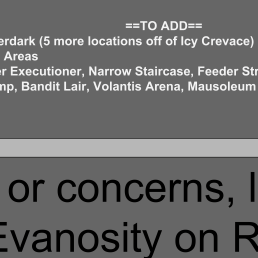 ==TO ADD==
erdark (5 more locations off of Icy Crevace)
Areas
er Executioner, Narrow Staircase, Feeder Str
mp, Bandit Lair, Volantis Arena, Mausoleum
or concerns, l
Evanosity on R